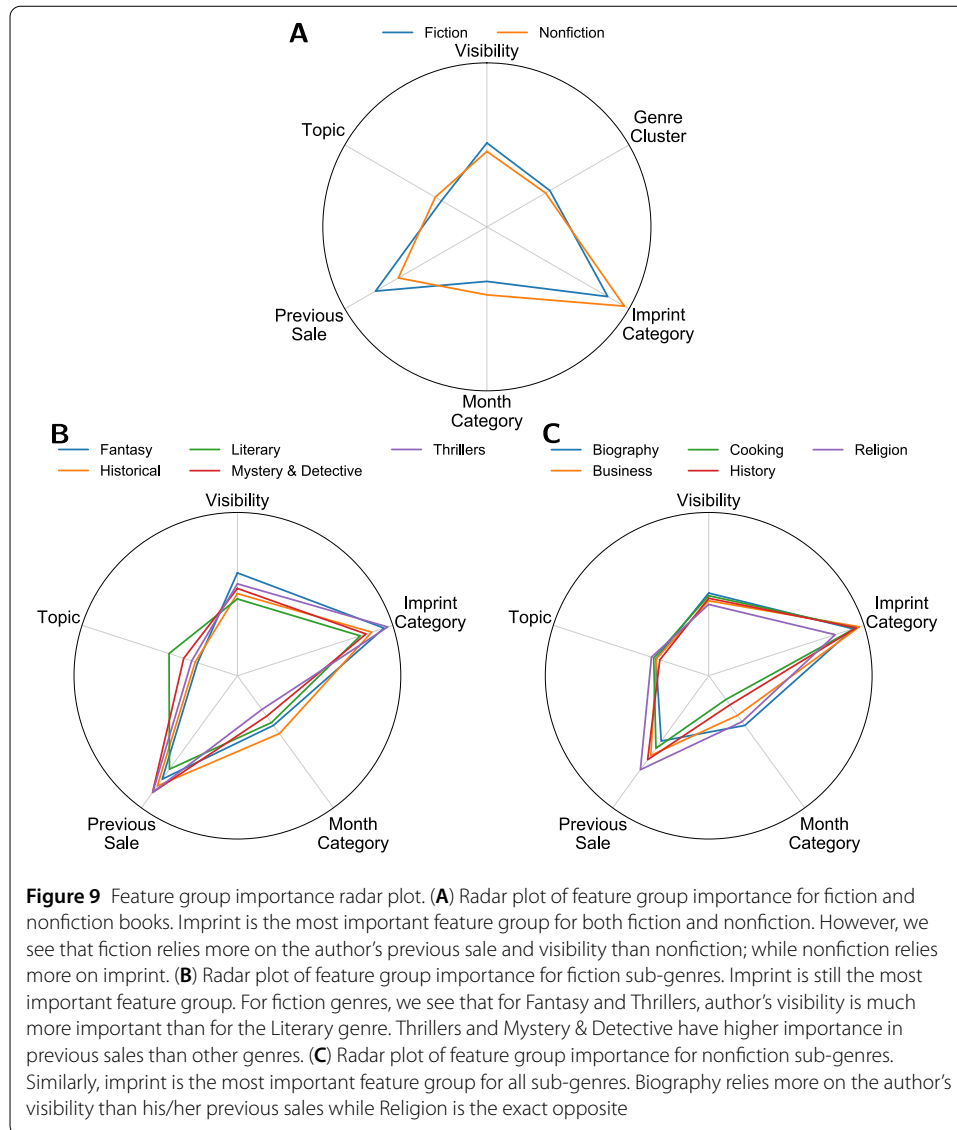 A
Fiction Nonfiction
Visibility
Genre
Cluster
Topic
Previous
Sale
Imprint
Category
Month
Category
B
Fantasy Literary Thrillers
Historical Mystery & Detective
Visibility
Imprint
Category
Topic
Previous
Sale
Month
Category
C
Biography Cooking Religion
Business History
Visibility
Imprint
Category
Topic
Previous
Sale
Month
Category
Figure 9 Feature group importance radar plot. (A) Radar plot of feature group importance for fiction and
nonfiction books. Imprint is the most important feature group for both fiction and nonfiction. However, we
see that fiction relies more on the author's previous sale and visibility than nonfiction; while nonfiction relies
more on imprint. (B) Radar plot of feature group importance for fiction sub-genres. Imprint is still the most
important feature group. For fiction genres, we see that for Fantasy and Thrillers, author's visibility is much
more important than for the Literary genre. Thrillers and Mystery & Detective have higher importance in
previous sales than other genres. (C) Radar plot of feature group importance for nonfiction sub-genres.
Similarly, imprint is the most important feature group for all sub-genres. Biography relies more on the author's
visibility than his/her previous sales while Religion is the exact opposite